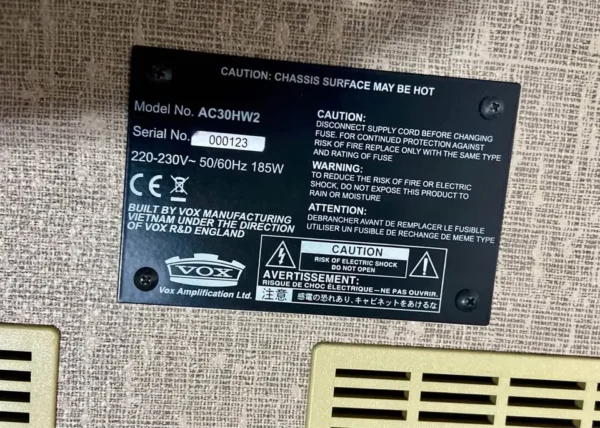 CAUTION: CHASSIS SURFACE MAY BE HOT
Model No. AC30HW2
Serial No. 000123
220-230V~ 50/60Hz 185W
CE
BUILT BY VOX MANUFACTURING
VIETNAM UNDER THE DIRECTION
OF VOX R&D ENGLAND
VOX
Vox Amplification Ltd.
CAUTION:
DISCONNECT SUPPLY CORD BEFORE CHANGING
FUSE. FOR CONTINUED PROTECTION AGAINST
RISK OF FIRE REPLACE ONLY WITH THE SAME TYPE
AND RATING OF FUSE
WARNING:
TO REDUCE THE RISK OF FIRE OR ELECTRIC
SHOCK, DO NOT EXPOSE THIS PRODUCT TO
RAIN OR MOISTURE
ATTENTION:
DEBRANCHER AVANT DE REMPLACER LE FUSIBLE
UTILISER UN FUSIBLE DE RECHANGE DE MEME TYPE
CAUTION
RISK OF ELECTRIC SHOCK
DO NOT OPEN
AVERTISSEMENT:
RISQUE DE CHOC ÉLECTRIQUE—NE PAS OUVRIR.
注意 感電の恐れあり、キャビネットをあけるな